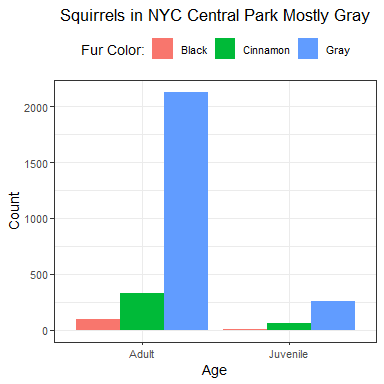 Squirrels in NYC Central Park Mostly Gray
Fur Color: Black Cinnamon Gray
2000
1500
1000
500
0
Count
Adult Juvenile
Age